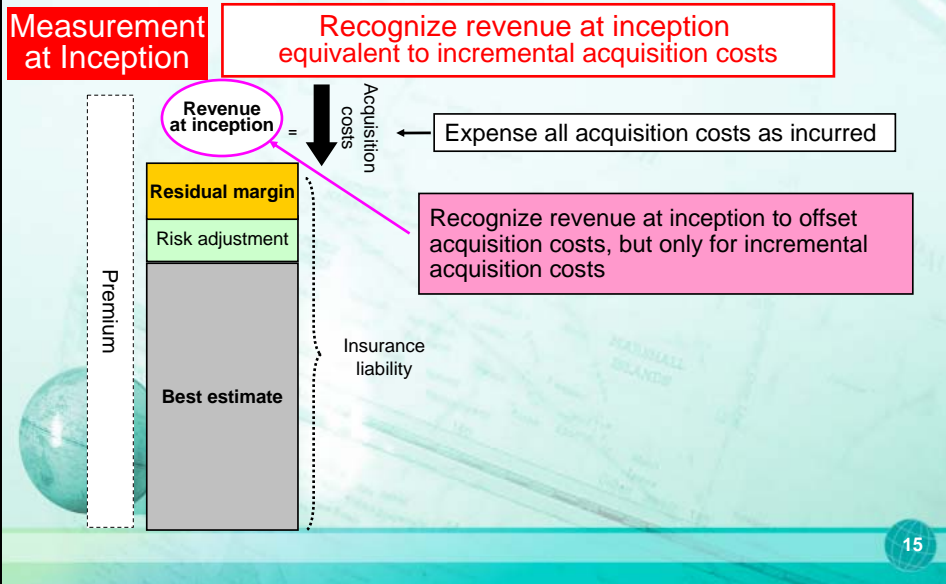 Measurement
at Inception
Recognize revenue at inception
equivalent to incremental acquisition costs
Revenue
at inception
=
Acquisition
costs
Expense all acquisition costs as incurred
Residual margin
Risk adjustment
Recognize revenue at inception to offset
acquisition costs, but only for incremental
acquisition costs
Premium
Insurance
liability
Best estimate
MARSHALL
ISLANDS
15